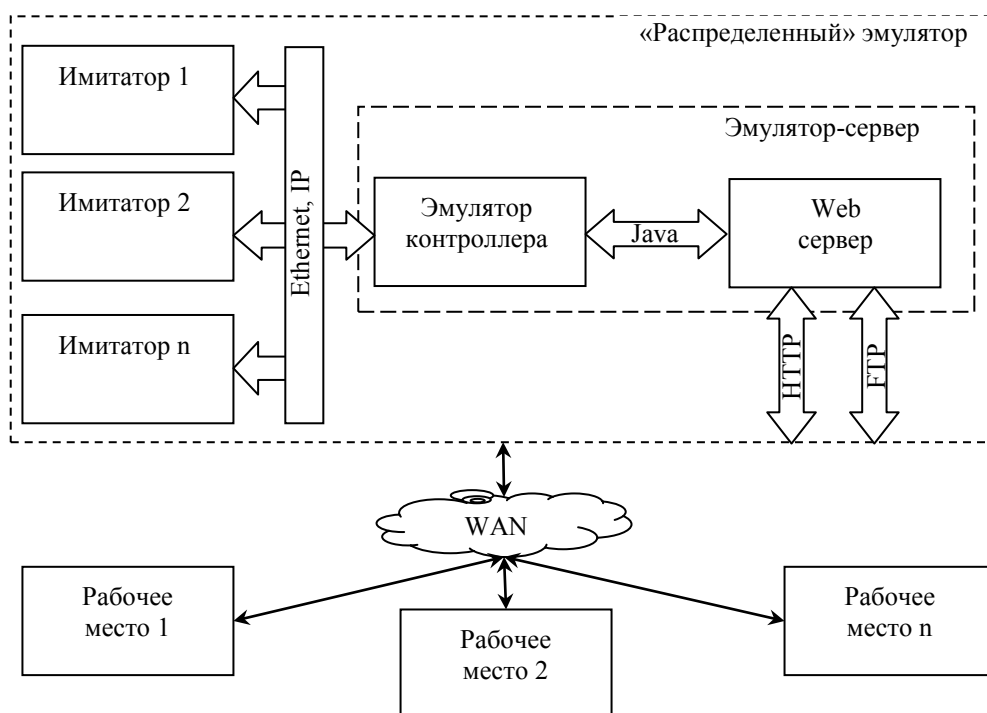 «Распределенный» эмулятор
Имитатор 1
Эмулятор-сервер
Имитатор 2
Ethernet, IP
Эмулятор
контроллера
Java
Web
сервер
Имитатор n
HTTP
FTP
WAN
Рабочее
место 1
Рабочее
место 2
Рабочее
место n